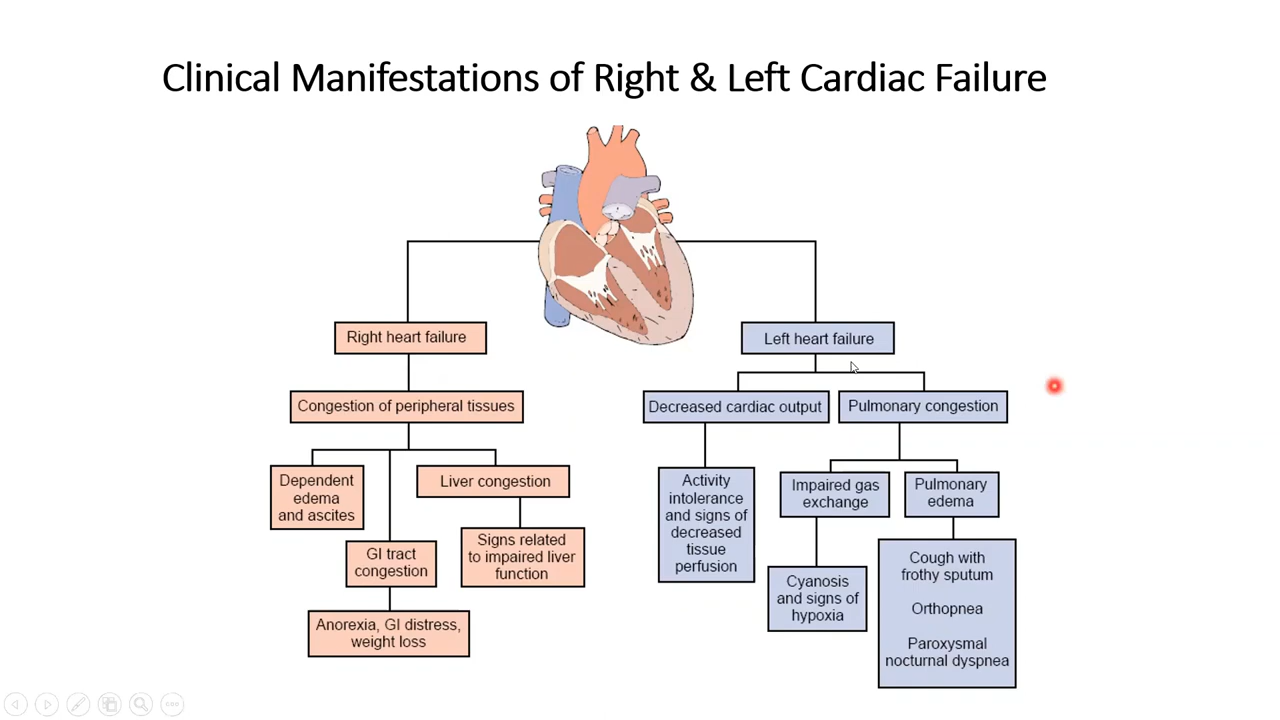 Clinical Manifestations of Right & Left Cardiac Failure
Right heart failure
Congestion of peripheral tissues
Dependent
edema
and ascites
Liver congestion
GI tract
congestion
Signs related
to impaired liver
function
Anorexia, GI distress,
weight loss
Left heart failure
Decreased cardiac output
Pulmonary congestion
Activity
intolerance
and signs of
decreased
tissue
perfusion
Impaired gas
exchange
Pulmonary
edema
Cyanosis
and signs of
hypoxia
Cough with
frothy sputum
Orthopnea
Paroxysmal
nocturnal dyspnea